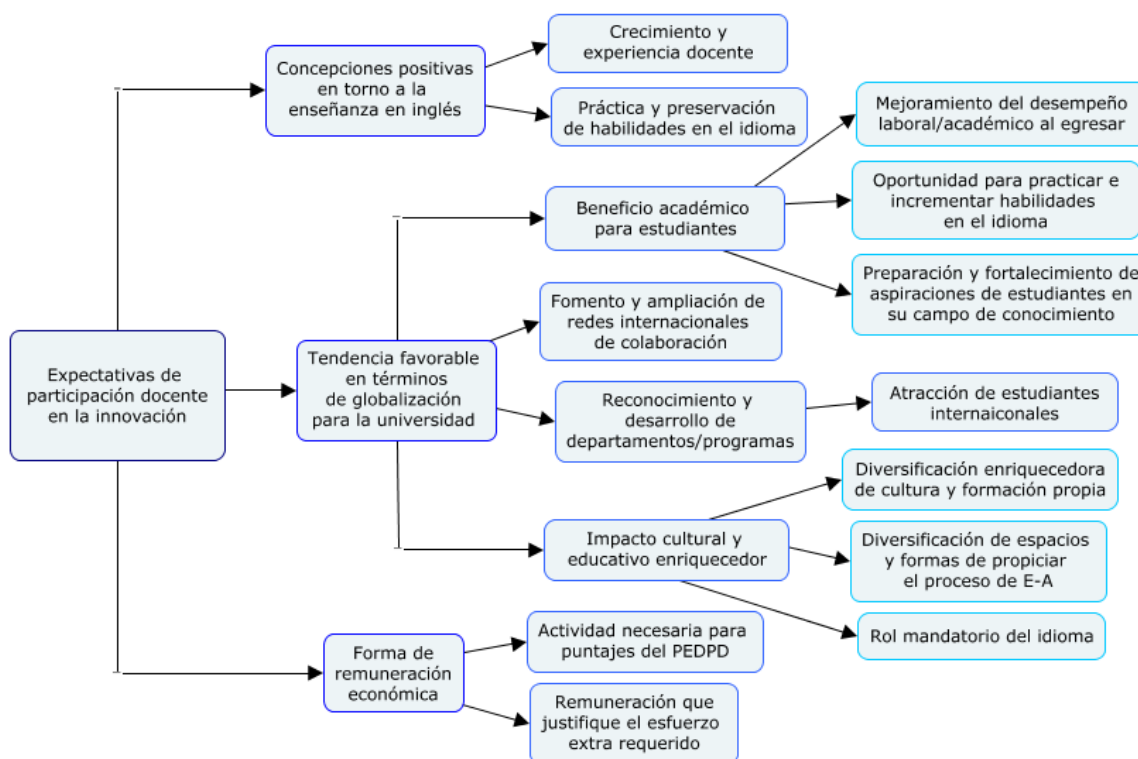 Expectativas de
participación docente
en la innovación
Concepciones positivas
en torno a la
enseñanza en inglés
Crecimiento y
experiencia docente
Práctica y preservación
de habilidades en el idioma
Tendencia favorable
en términos
de globalización
para la universidad
Beneficio académico
para estudiantes
Mejoramiento del desempeño
laboral/académico al egresar
Oportunidad para practicar e
incrementar habilidades
en el idioma
Preparación y fortalecimiento de
aspiraciones de estudiantes en
su campo de conocimiento
Fomento y ampliación de
redes internacionales
de colaboración
Reconocimiento y
desarrollo de
departamentos/programas
Atracción de estudiantes
internaiconales
Impacto cultural y
educativo enriquecedor
Diversificación enriquecedora
de cultura y formación propia
Diversificación de espacios
y formas de propiciar
el proceso de E-A
Rol mandatorio del idioma
Forma de
remuneración
económica
Actividad necesaria para
puntajes del PEDPD
Remuneración que
justifique el esfuerzo
extra requerido